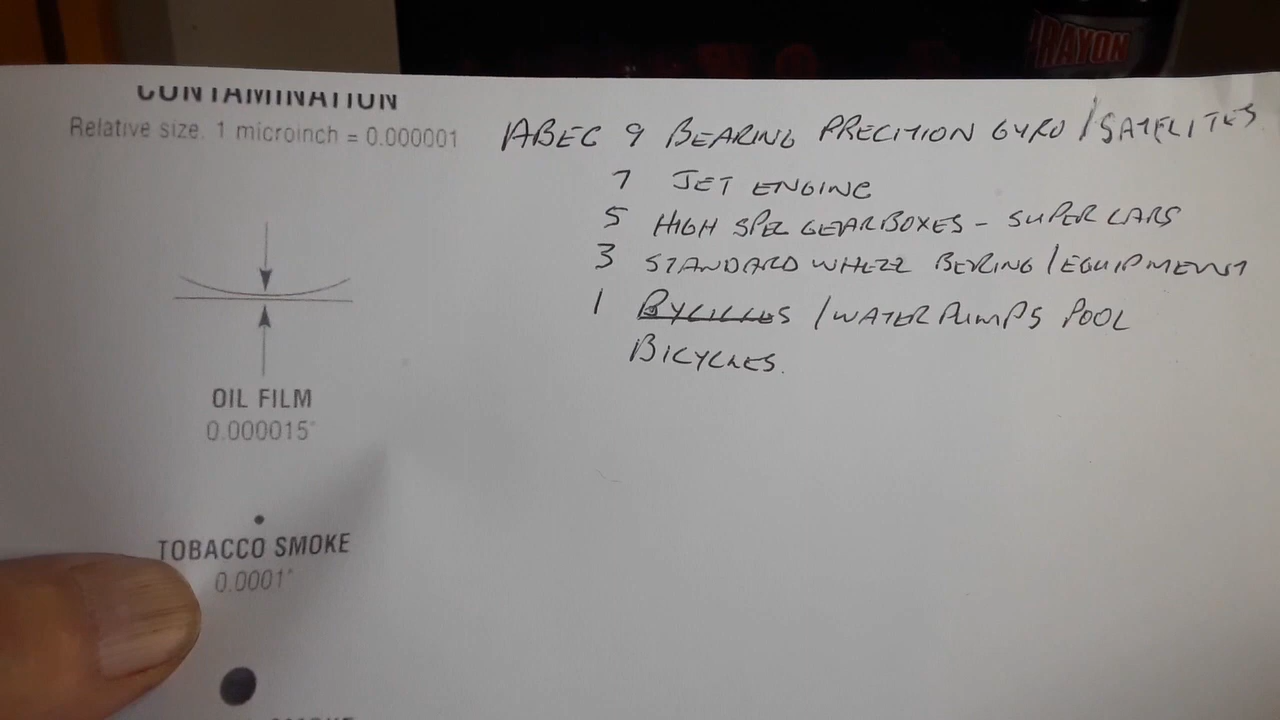 CONTAMINATION
Relative size. 1 microinch = 0.000001
OIL FILM
0.000015"
TOBACCO SMOKE
0.0001"
ABEC 9 BEARING PRECITION GYRO / SATELITES
7 JET ENGINE
5 HIGH SPEC GEARBOXES - SUPER CARS
3 STANDARD WHEEL BERING / EQUIPMENT
1 BYCICLES / WATER PUMPS POOL
BICYCLES.